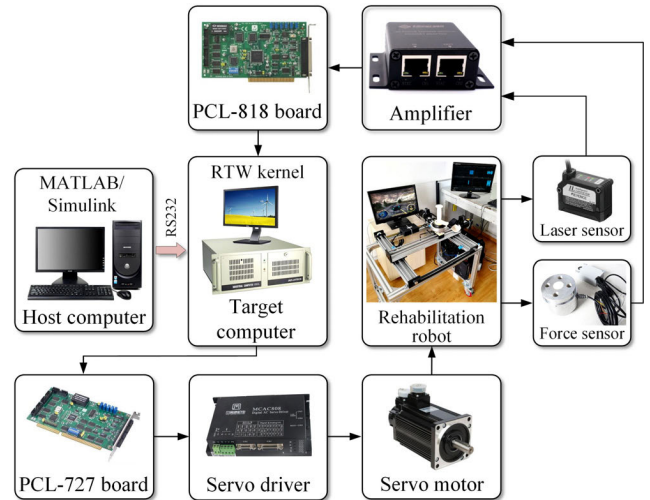 PCL-818 board
Amplifier
MATLAB/
Simulink
Host computer
RS232
RTW kernel
Target
computer
Rehabilitation
robot
Laser sensor
Force sensor
PCL-727 board
MCAC808
Servo driver
Servo motor